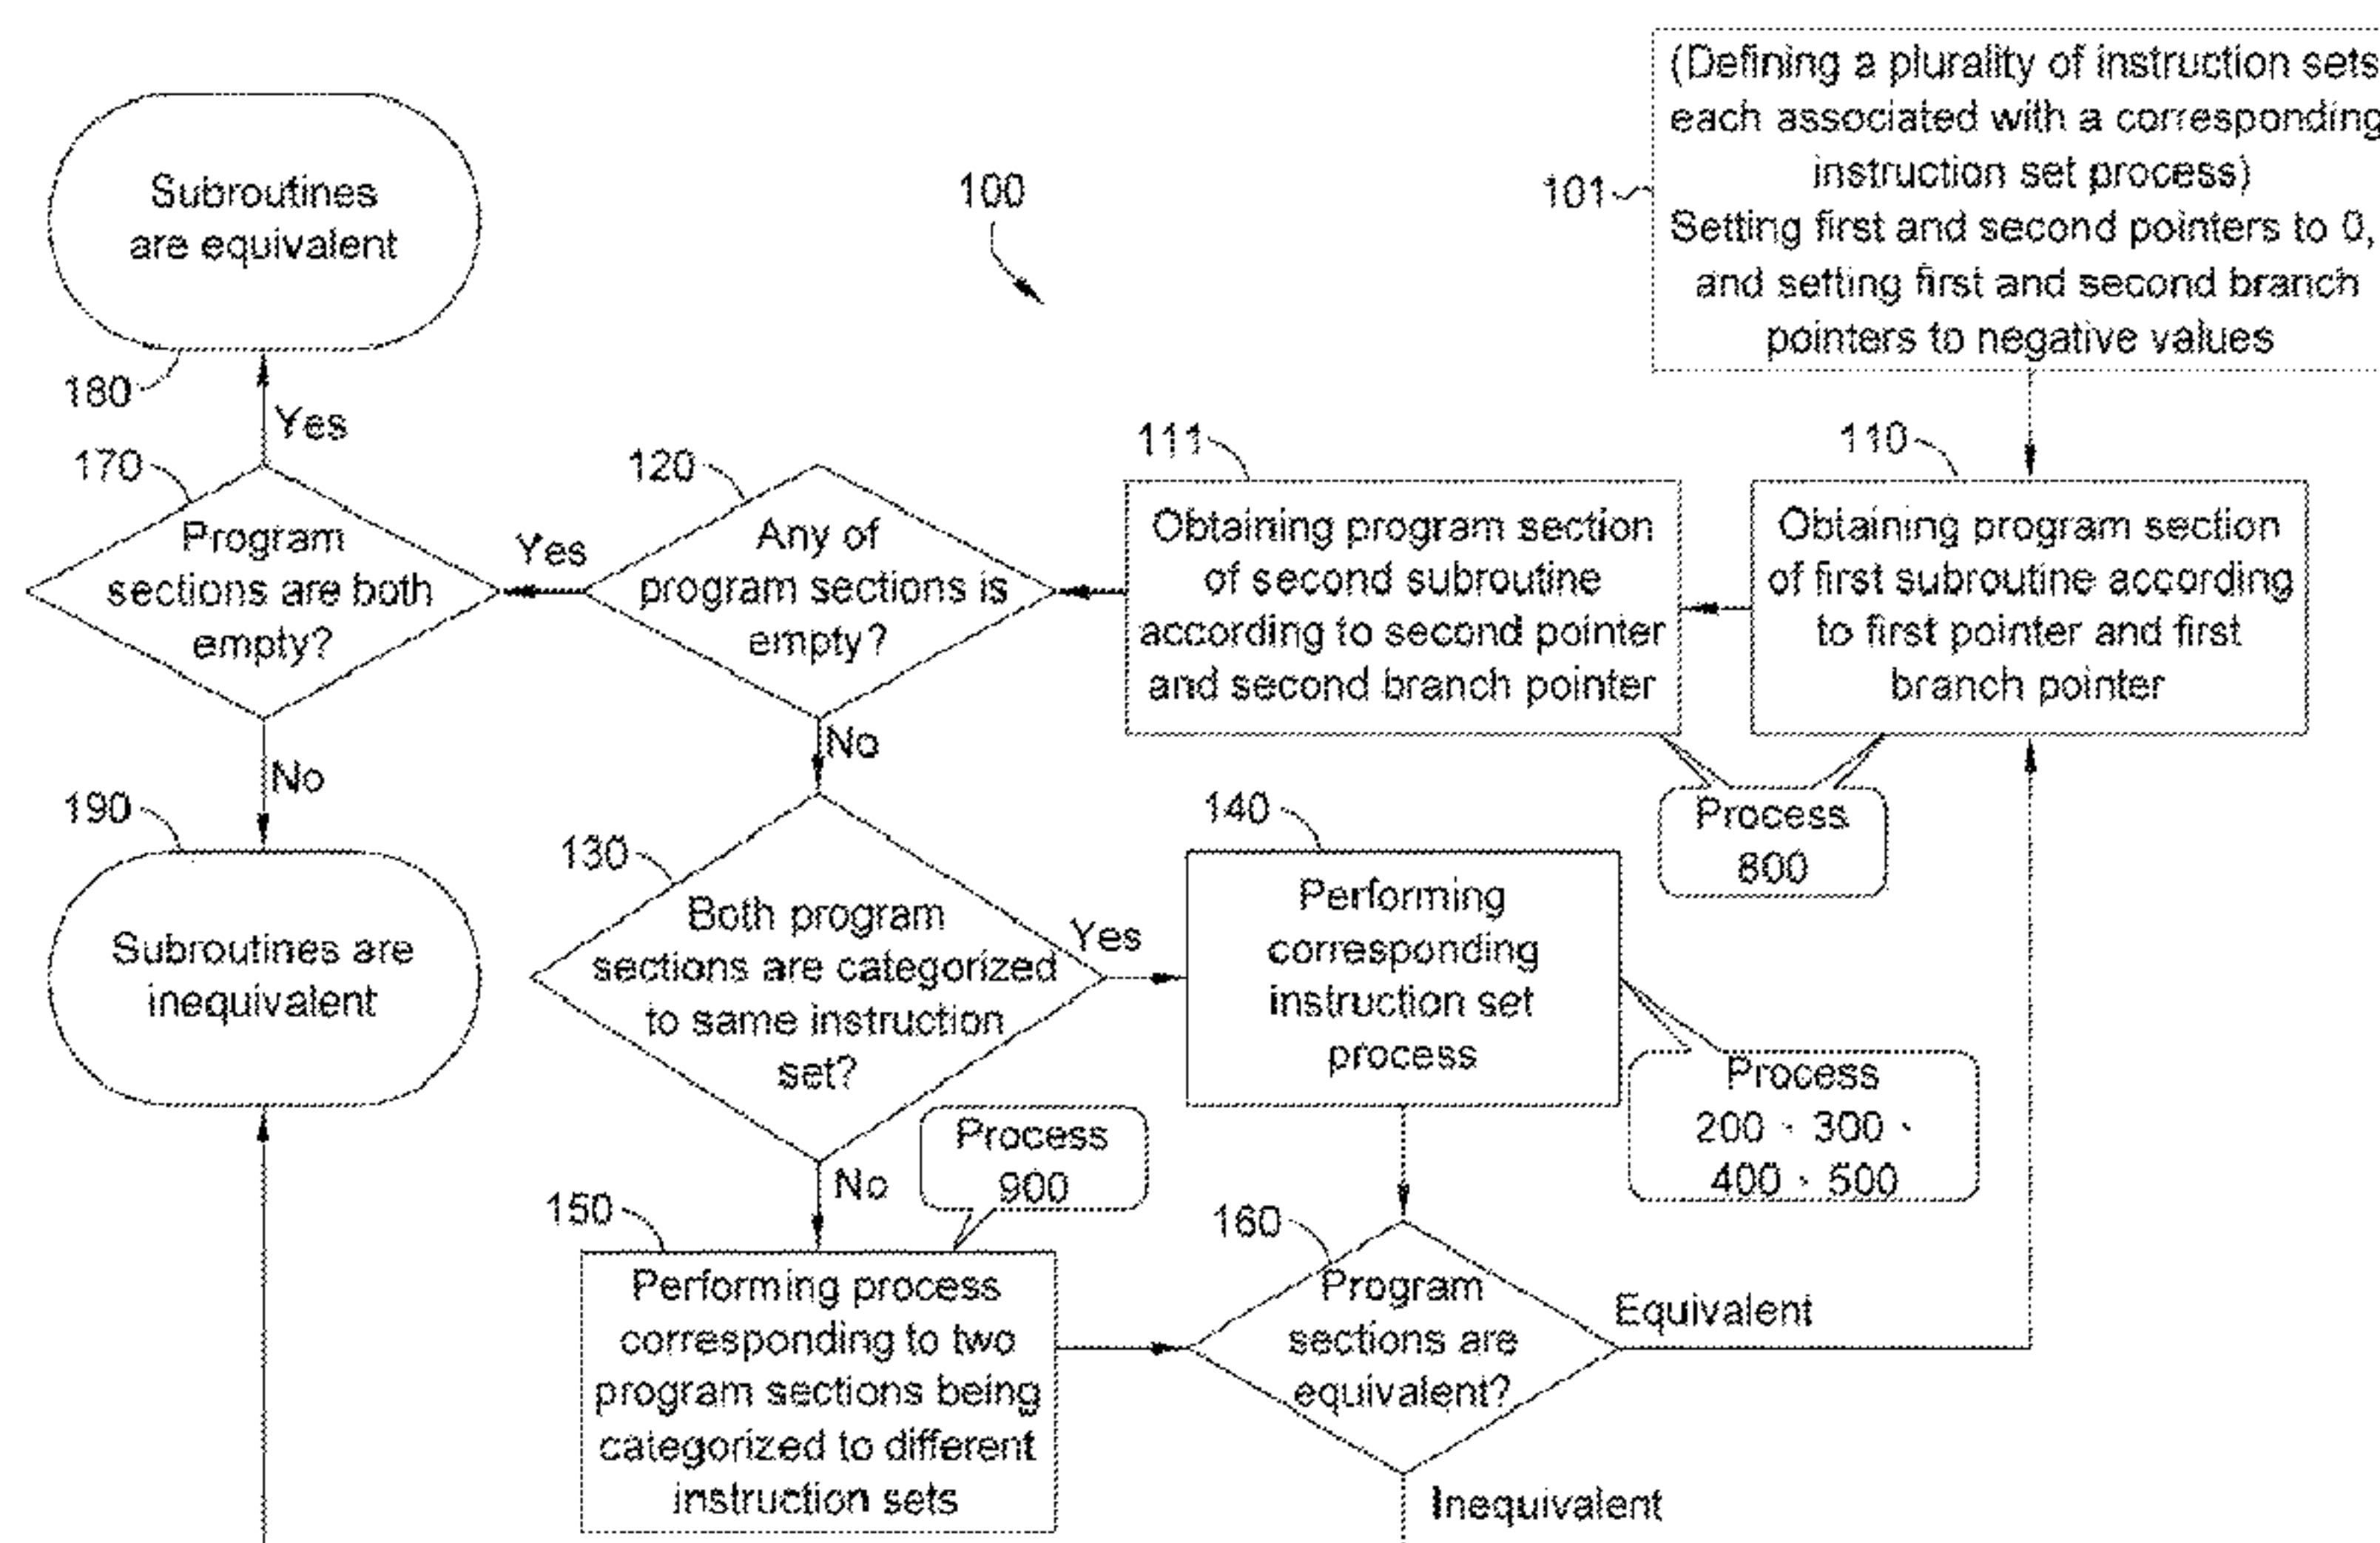 (Defining a plurality of instruction sets
each associated with a corresponding
instruction set process)
Setting first and second pointers to 0,
and setting first and second branch
pointers to negative values
101
100
Subroutines
are equivalent
180
Yes
170
Program
sections are both
empty?
Yes
120
Any of
program sections is
empty?
111
Obtaining program section
of second subroutine
according to second pointer
and second branch pointer
110
Obtaining program section
of first subroutine according
to first pointer and first
branch pointer
No
No
Process
800
190
Subroutines are
inequivalent
130
Both program
sections are categorized
to same instruction
set?
Yes
140
Performing
corresponding
instruction set
process
Process
200、300、
400、500
No
Process
900
150
Performing process
corresponding to two
program sections being
categorized to different
instruction sets
160
Program
sections are
equivalent?
Equivalent
Inequivalent